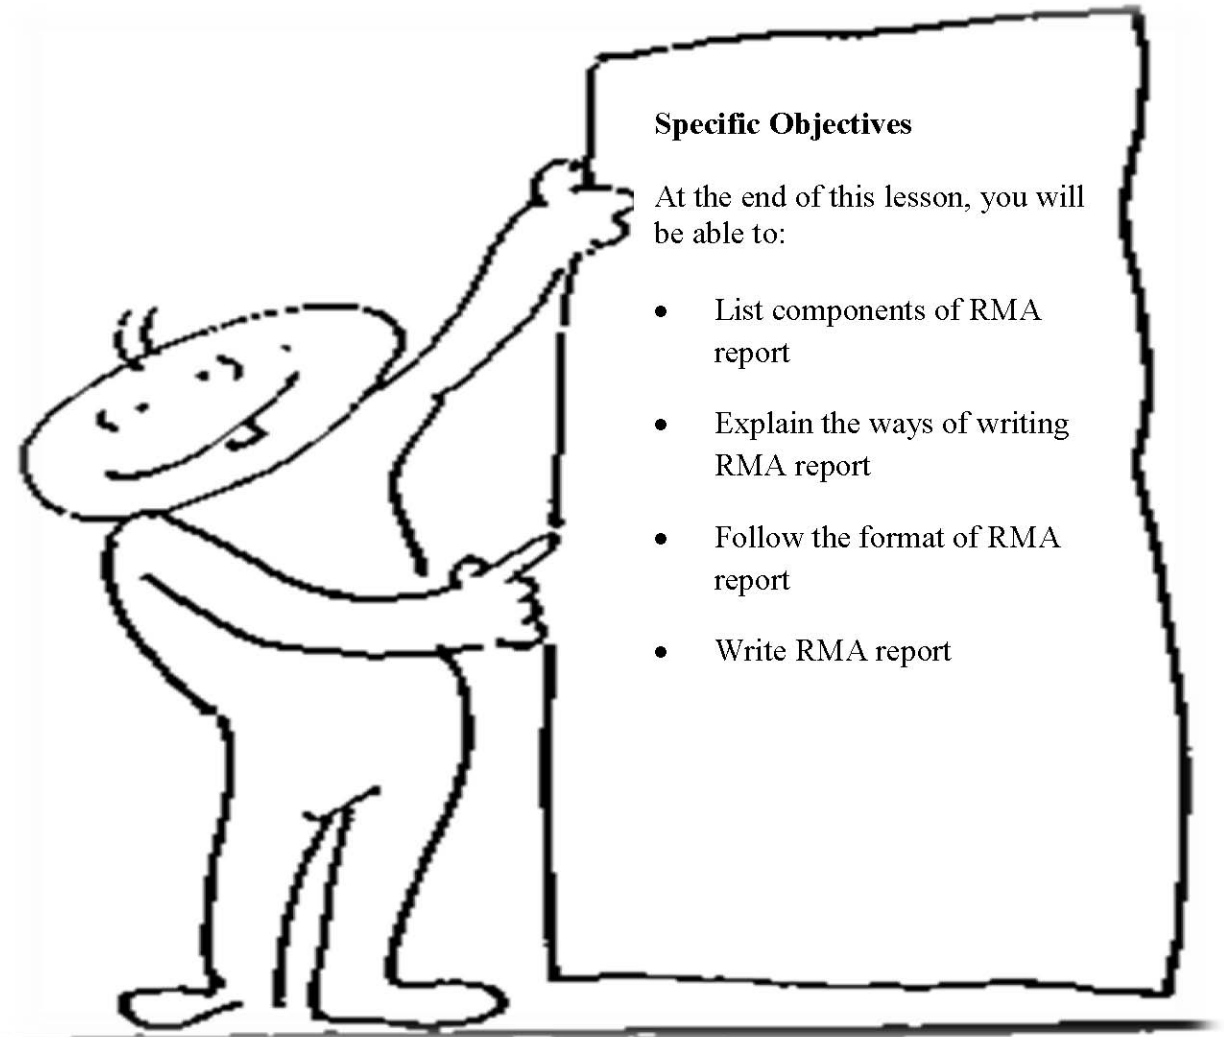 Specific Objectives
At the end of this lesson, you will
be able to:
• List components of RMA
report
• Explain the ways of writing
RMA report
• Follow the format of RMA
report
• Write RMA report